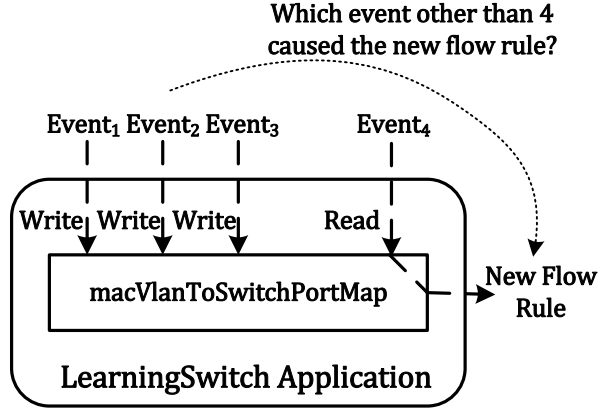 Which event other than 4
caused the new flow rule?
Event₁ Event₂ Event₃ Event₄
Write Write Write Read
macVlanToSwitchPortMap
New Flow
Rule
LearningSwitch Application